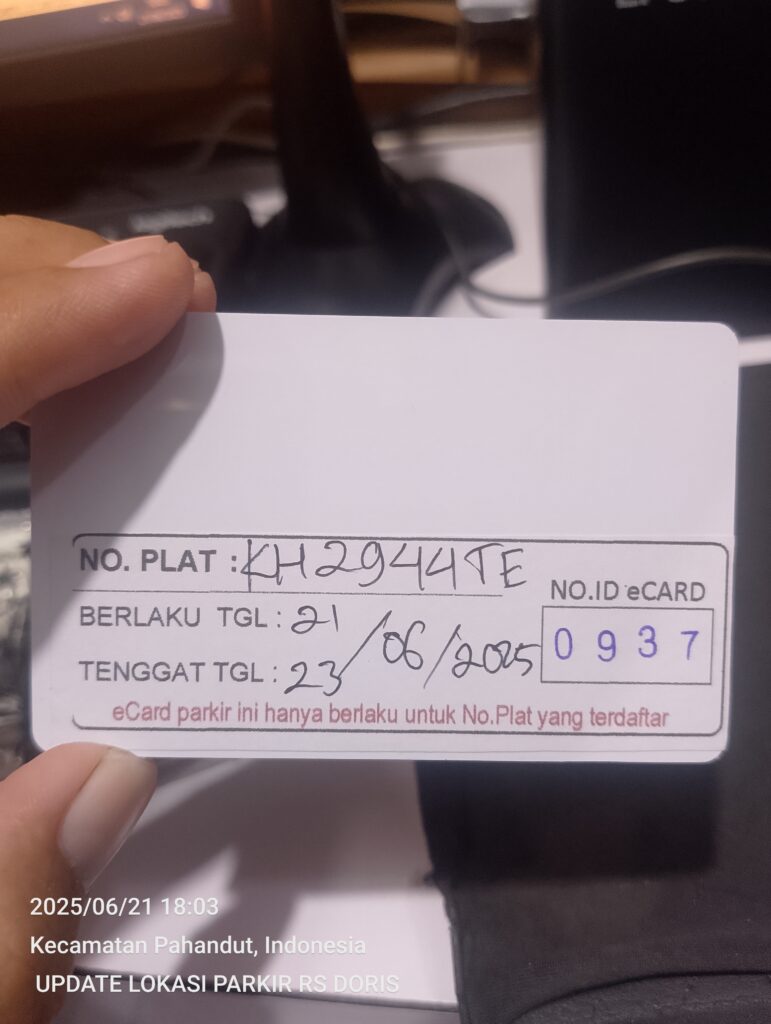 NO. PLAT : KH2944TE
NO.ID eCARD
BERLAKU TGL : 21
/06/2025
0937
TENGGAT TGL : 23
eCard parkir ini hanya berlaku untuk No.Plat yang terdaftar
2025/06/21 18:03
Kecamatan Pahandut, Indonesia
UPDATE LOKASI PARKIR RS DORIS